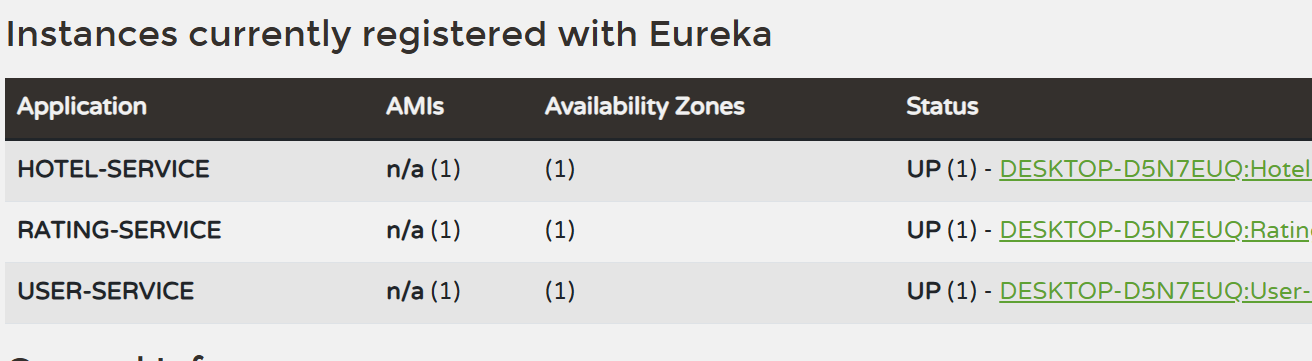 Instances currently registered with Eureka
Application AMIs Availability Zones Status
HOTEL-SERVICE n/a (1) (1) UP (1) - DESKTOP-D5N7EUQ:Hotel
RATING-SERVICE n/a (1) (1) UP (1) - DESKTOP-D5N7EUQ:Ratin
USER-SERVICE n/a (1) (1) UP (1) - DESKTOP-D5N7EUQ:User-